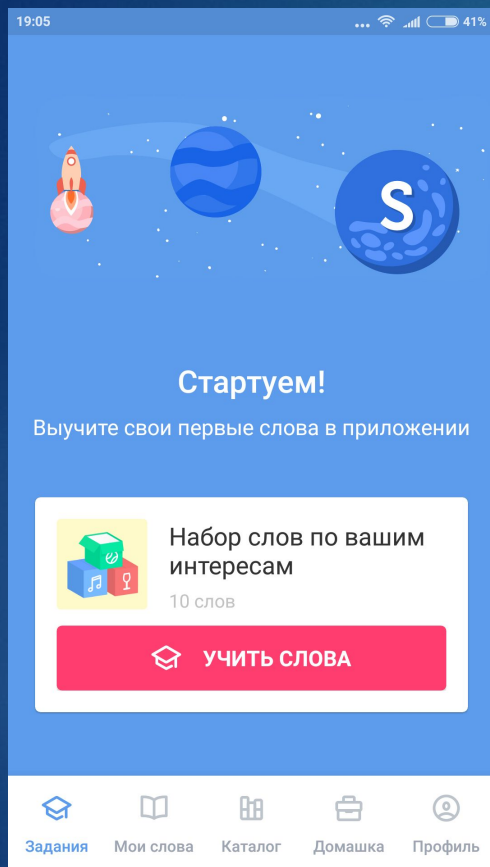 19:05
41%
S
Стартуем!
Выучите свои первые слова в приложении
Набор слов по вашим
интересам
10 слов
УЧИТЬ СЛОВА
Задания Мои слова Каталог Домашка Профиль